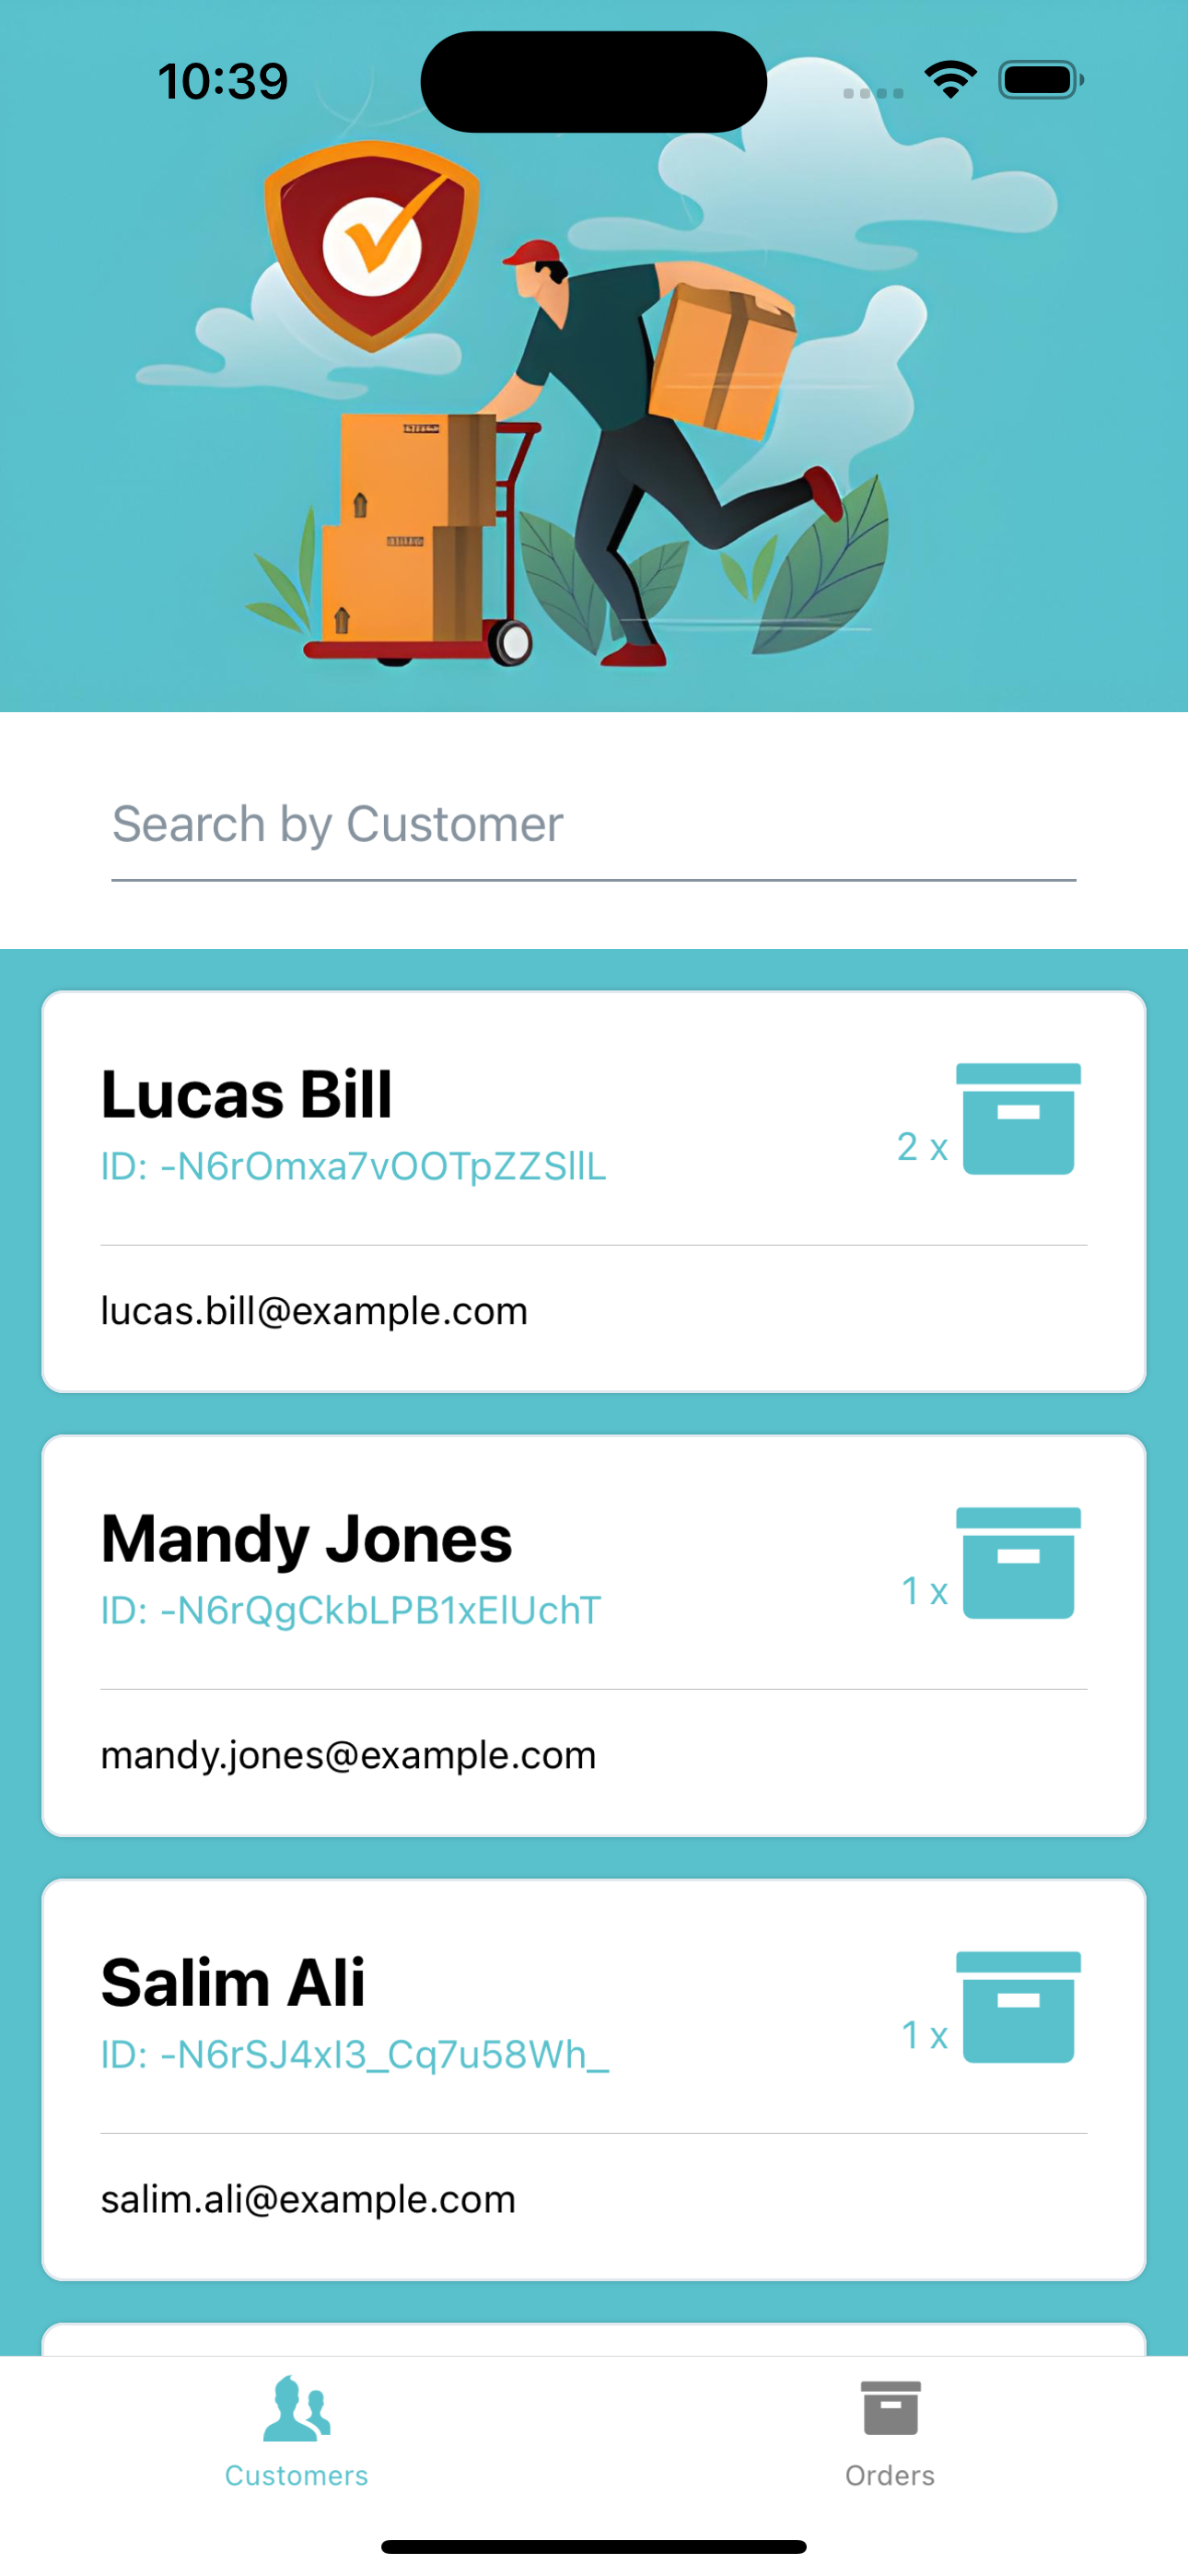 10:39
Search by Customer
Lucas Bill
ID: -N6rOmxa7vOOTpZZSllL
2 x
lucas.bill@example.com
Mandy Jones
ID: -N6rQgCkbLPB1xElUchT
1 x
mandy.jones@example.com
Salim Ali
ID: -N6rSJ4xI3_Cq7u58Wh_
1 x
salim.ali@example.com
Customers
Orders